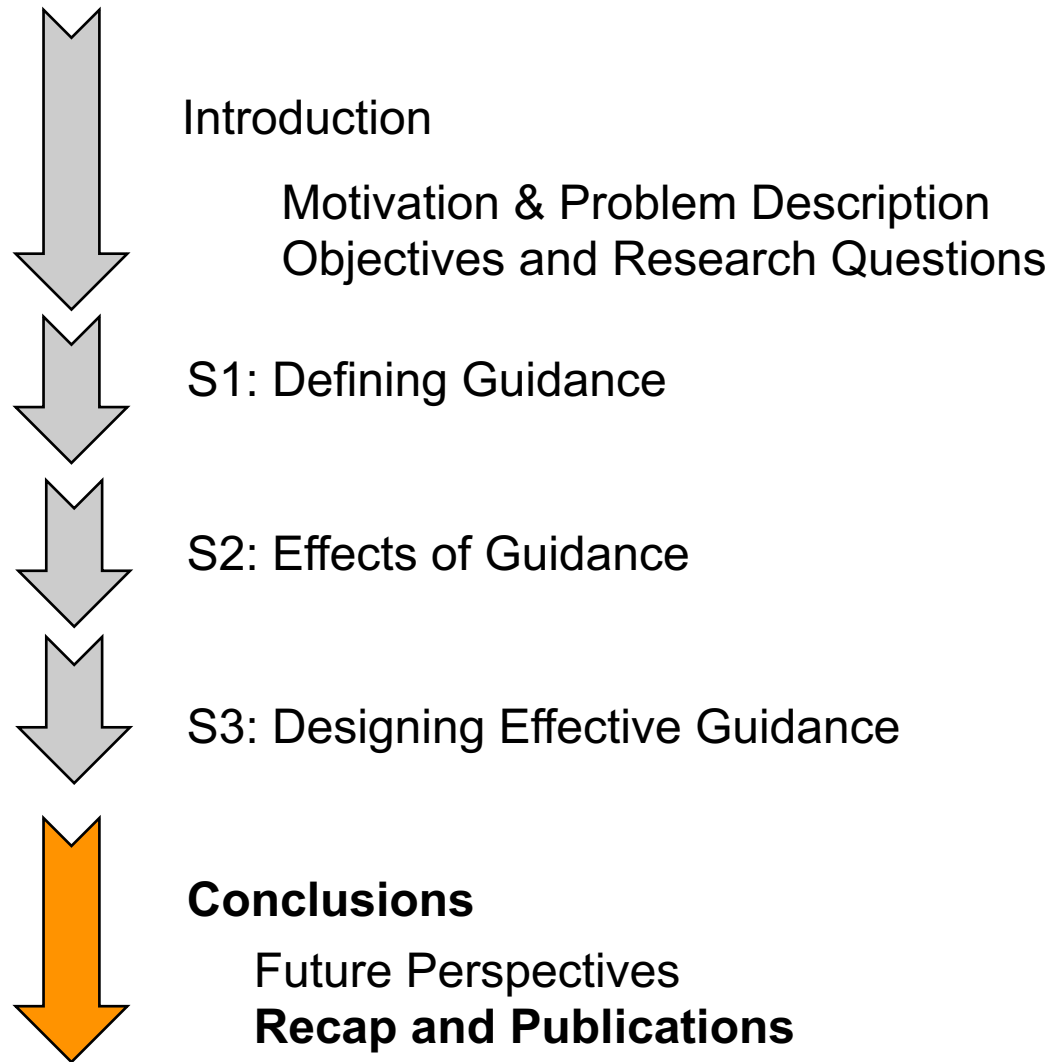 Introduction
Motivation & Problem Description
Objectives and Research Questions
S1: Defining Guidance
S2: Effects of Guidance
S3: Designing Effective Guidance
Conclusions
Future Perspectives
Recap and Publications